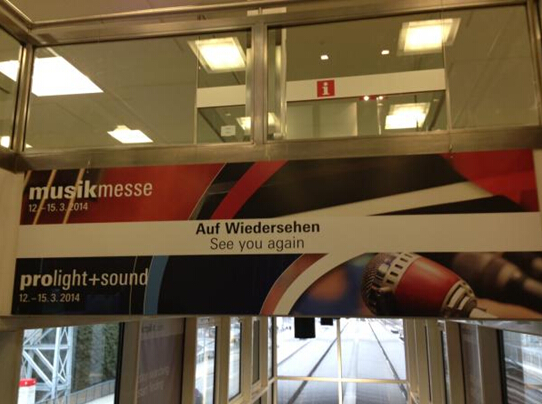 i
musikmesse
12. – 15. 3. 2014
Auf Wiedersehen
See you again
prolight+sound
12. – 15. 3. 2014